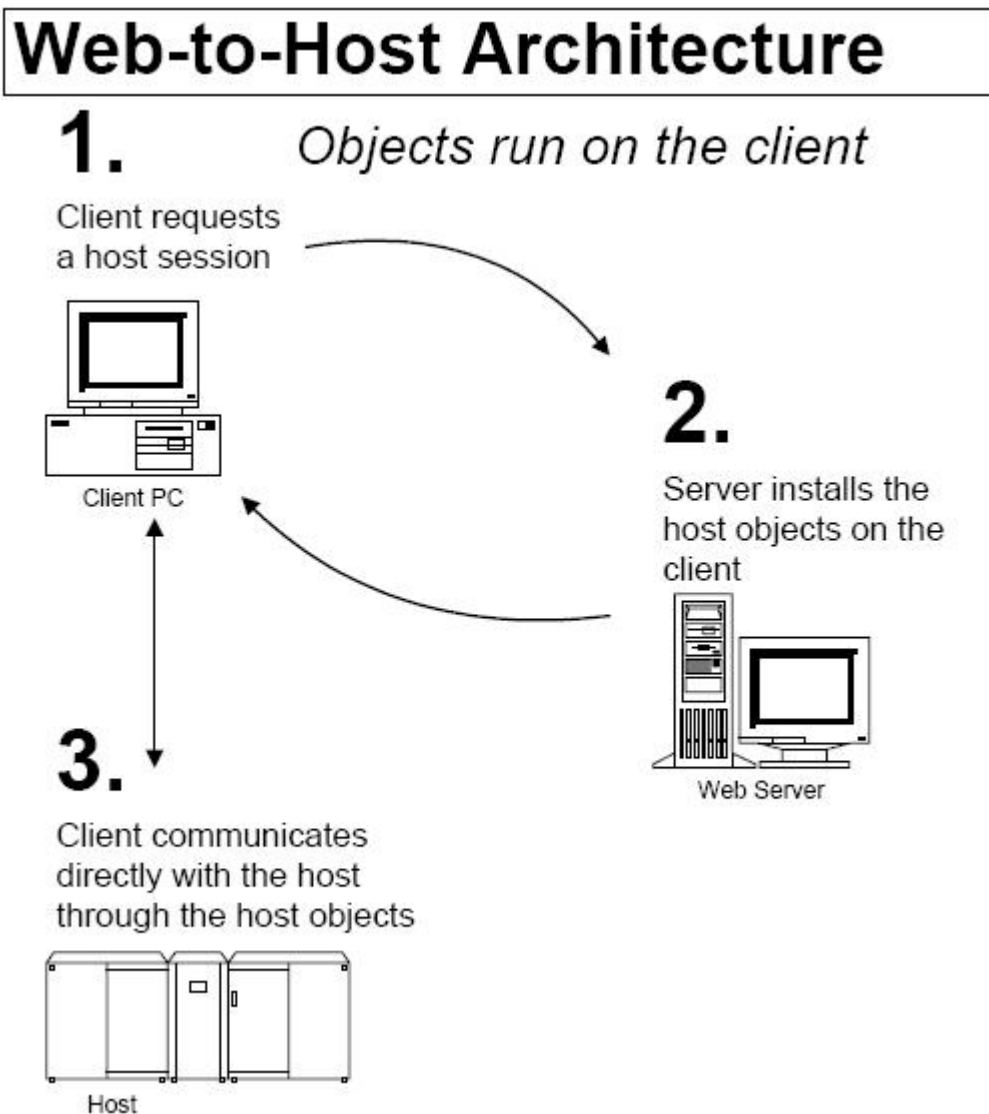 Web-to-Host Architecture
1.
Objects run on the client
Client requests
a host session
Client PC
2.
Server installs the
host objects on the
client
Web Server
3.
Client communicates
directly with the host
through the host objects
Host